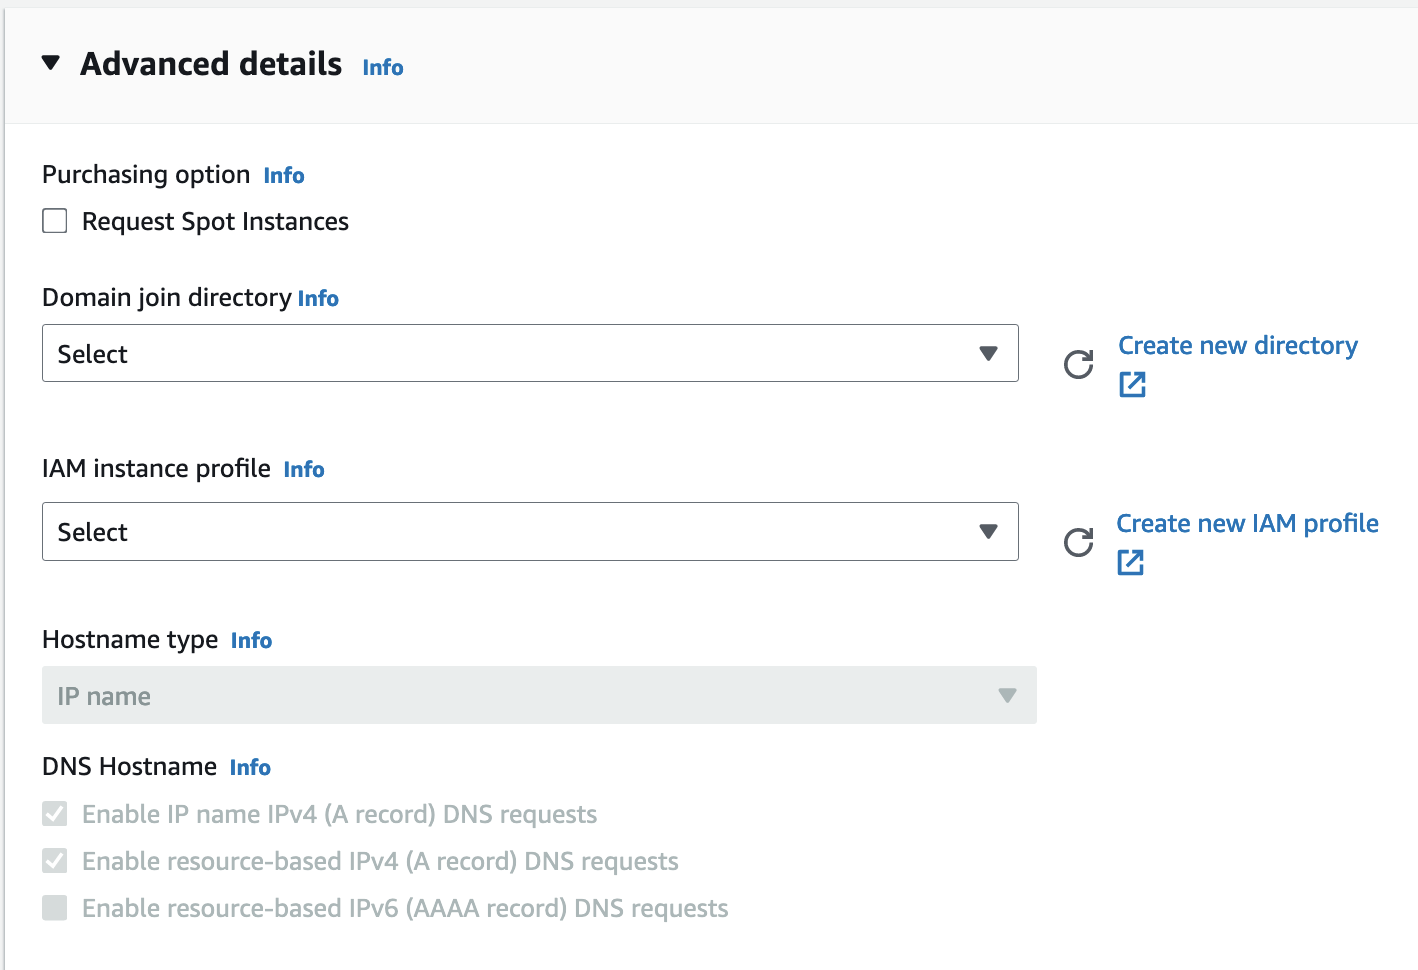 Advanced details Info
Purchasing option Info
Request Spot Instances
Domain join directory Info
Select
Create new directory
IAM instance profile Info
Select
Create new IAM profile
Hostname type Info
IP name
DNS Hostname Info
Enable IP name IPv4 (A record) DNS requests
Enable resource-based IPv4 (A record) DNS requests
Enable resource-based IPv6 (AAAA record) DNS requests